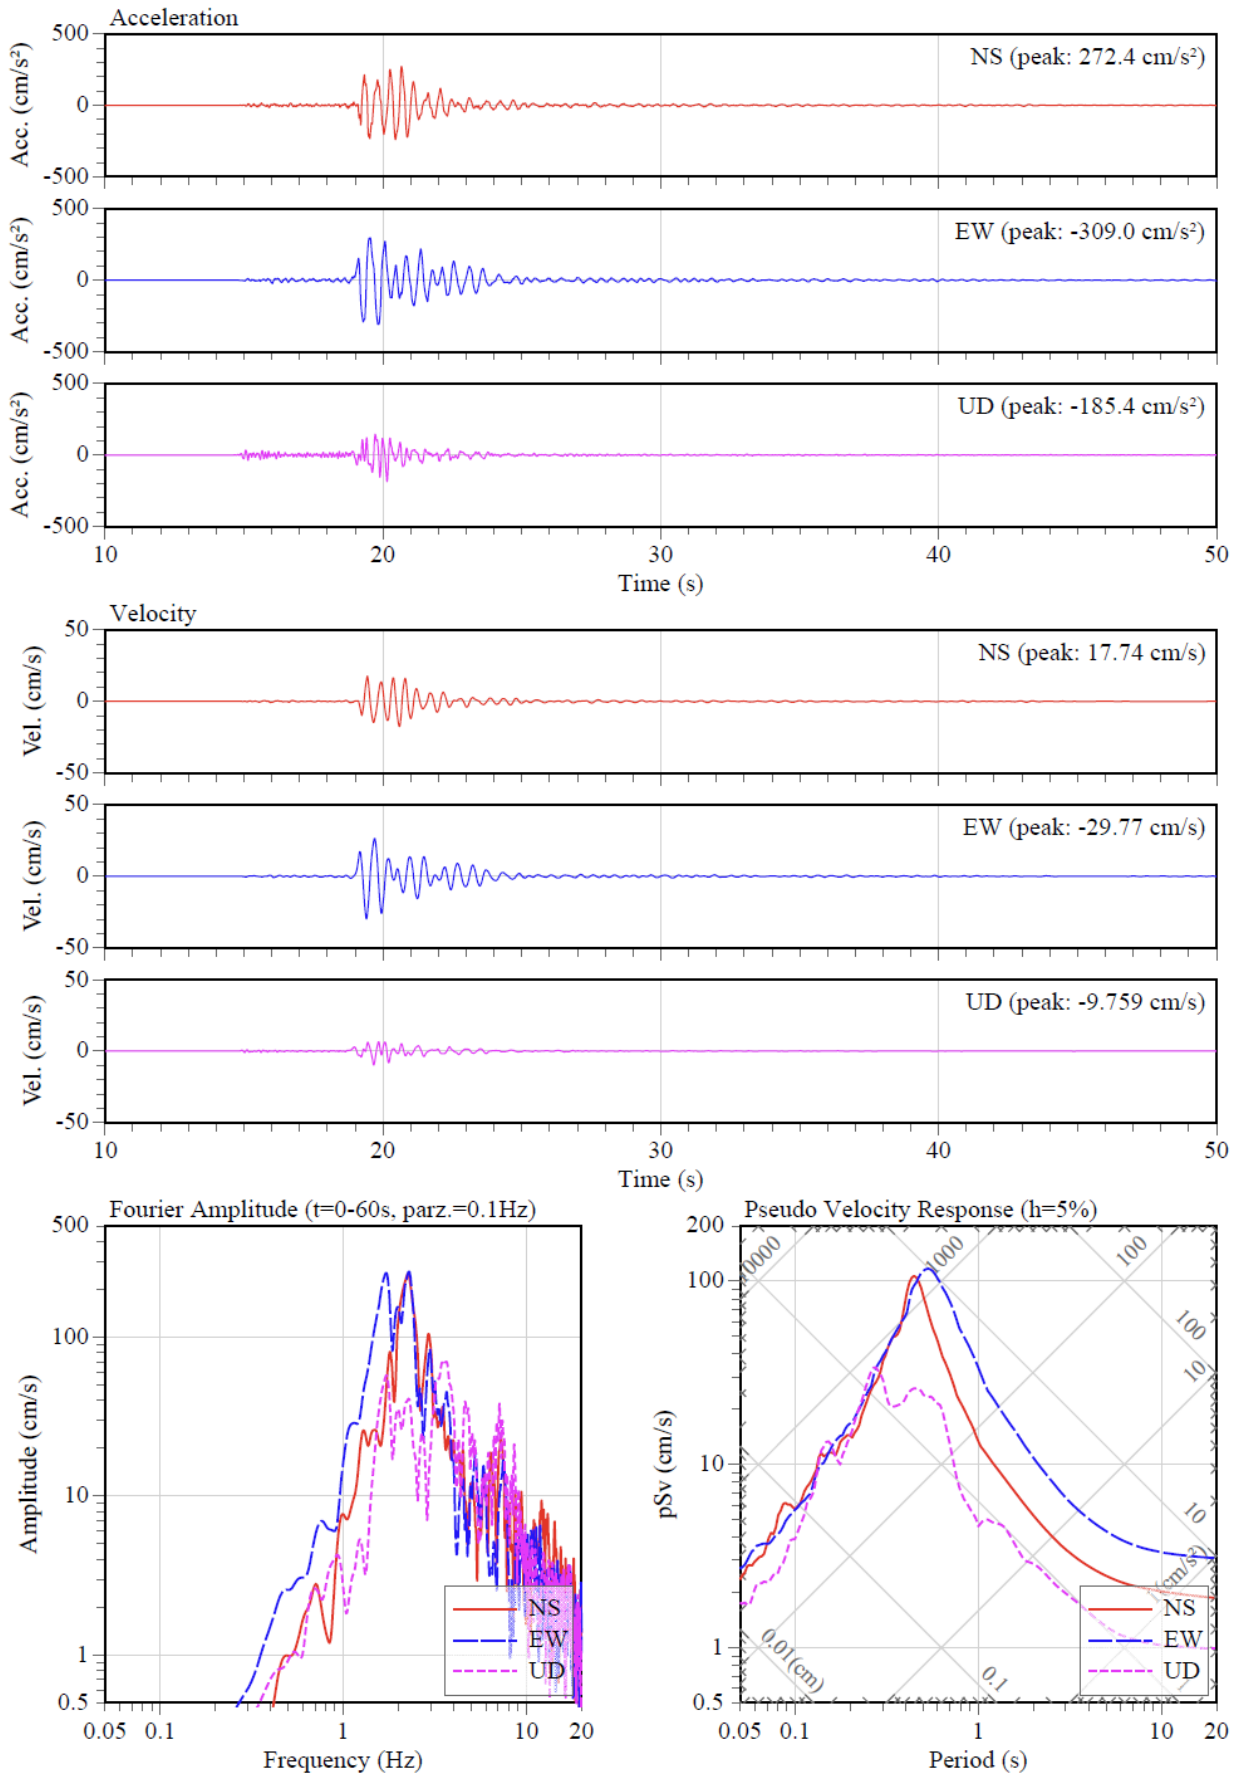 Acceleration
500
0
-500
Acc. (cm/s²)
NS (peak: 272.4 cm/s²)
500
0
-500
Acc. (cm/s²)
EW (peak: -309.0 cm/s²)
500
0
-500
Acc. (cm/s²)
UD (peak: -185.4 cm/s²)
10 20 30 40 50
Time (s)
Velocity
50
0
-50
Vel. (cm/s)
NS (peak: 17.74 cm/s)
50
0
-50
Vel. (cm/s)
EW (peak: -29.77 cm/s)
50
0
-50
Vel. (cm/s)
UD (peak: -9.759 cm/s)
10 20 30 40 50
Time (s)
Fourier Amplitude (t=0-60s, parz.=0.1Hz)
500
100
10
1
0.5
Amplitude (cm/s)
NS
EW
UD
0.05 0.1 1 10 20
Frequency (Hz)
Pseudo Velocity Response (h=5%)
200
100
10
1
0.5
pSv (cm/s)
1000
100
100
10
10
0.01(cm)
0.1
NS
EW
UD
0.05 0.1 1 10 20
Period (s)